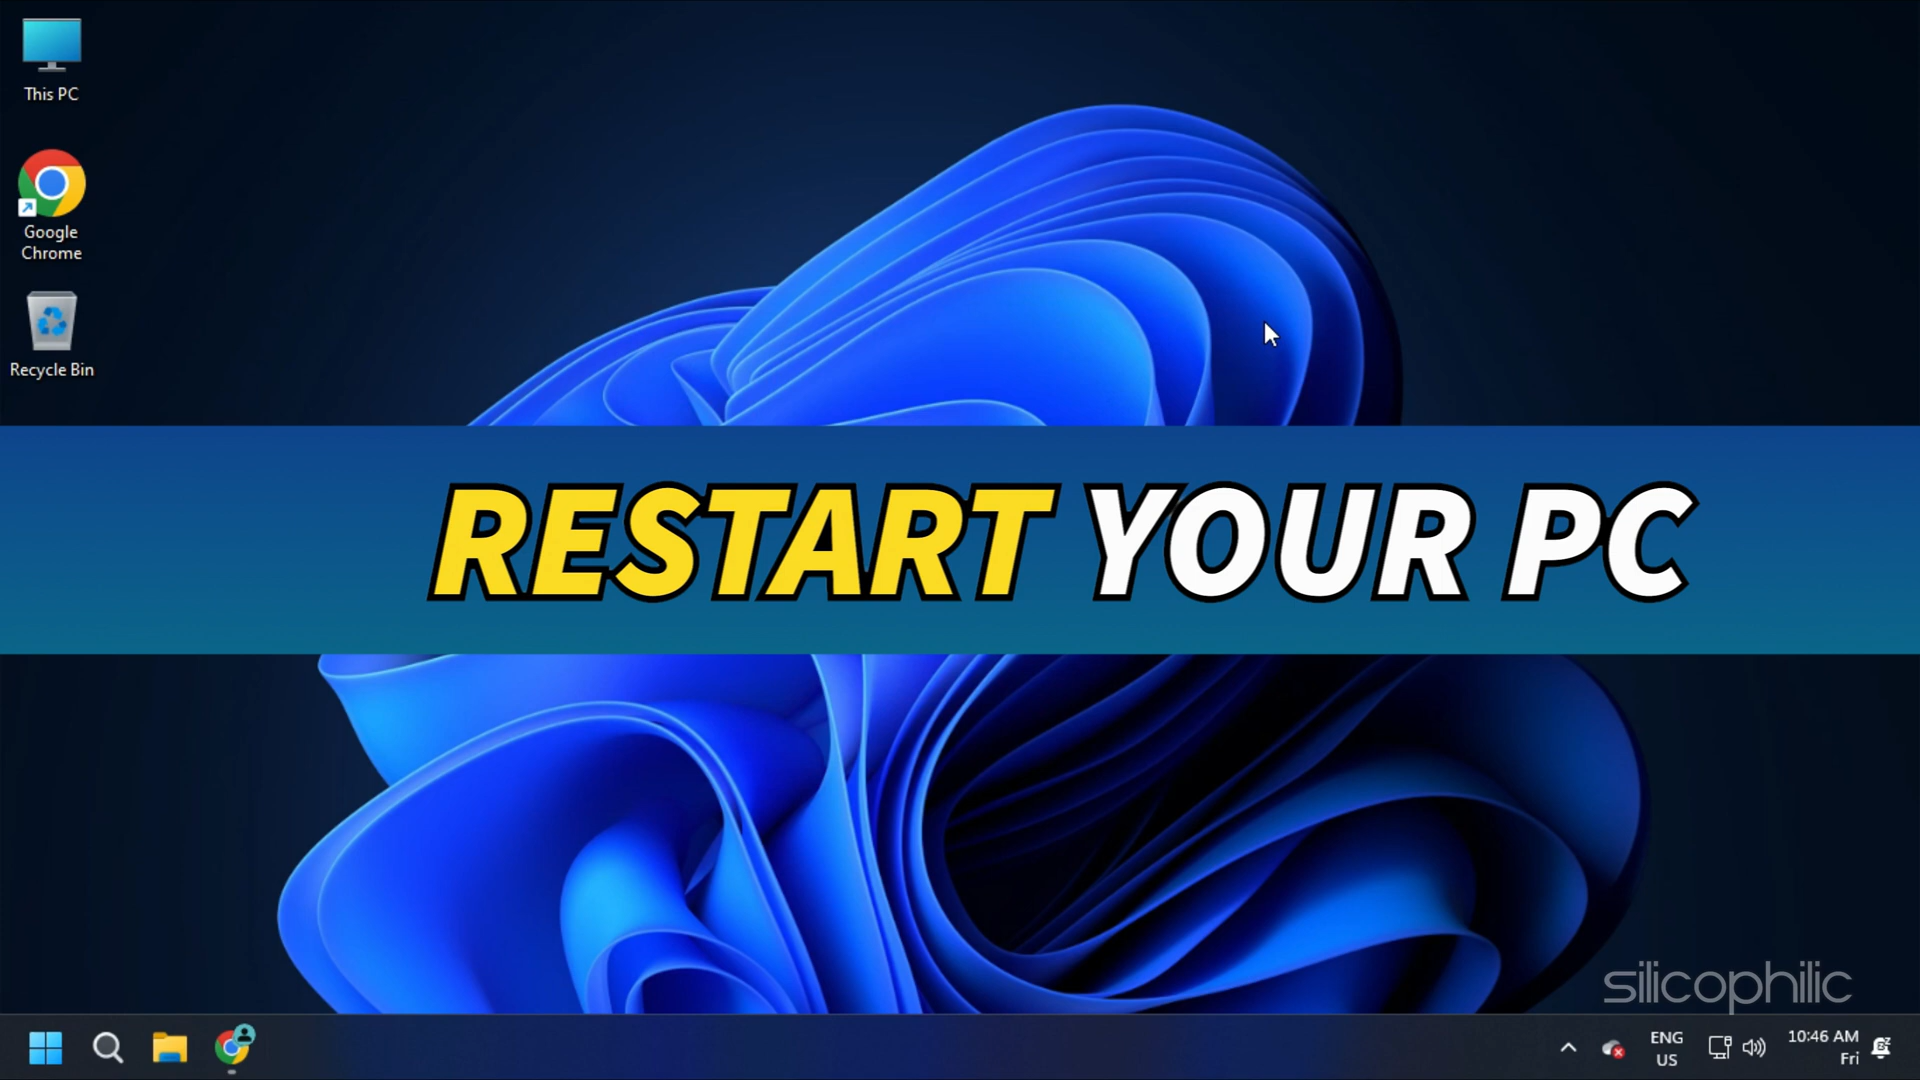 This PC
Google
Chrome
Recycle Bin
RESTART YOUR PC
silicophilic
ENG
US
10:46 AM
Fri